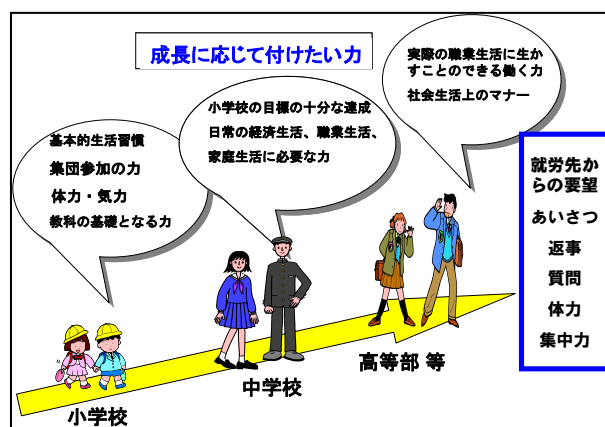 成長に応じて付けたい力
基本的生活習慣
集団参加の力
体力・気力
教科の基礎となる力
小学校の目標の十分な達成
日常の経済生活、職業生活、
家庭生活に必要な力
実際の職業生活に生か
すことのできる働く力
社会生活上のマナー
就労先か
らの要望
あいさつ
返事
質問
体力
集中力
小学校
中学校
高等部 等